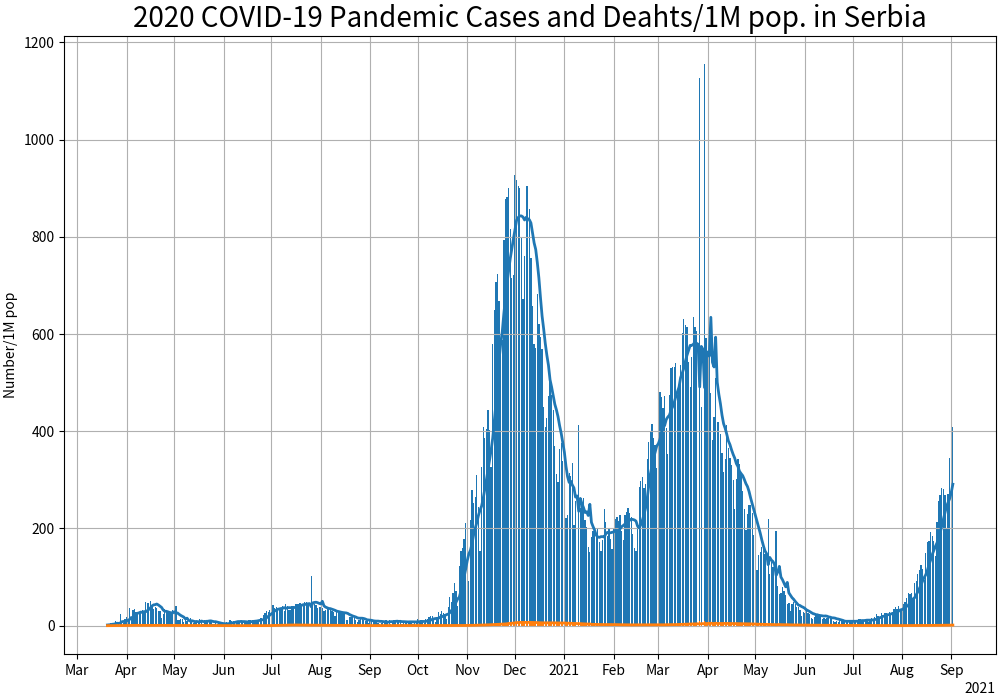 2020 COVID-19 Pandemic Cases and Deahts/1M pop. in Serbia
1200
1000
800
600
400
200
0
Number/1M pop
Mar Apr May Jun Jul Aug Sep Oct Nov Dec 2021 Feb Mar Apr May Jun Jul Aug Sep
2021